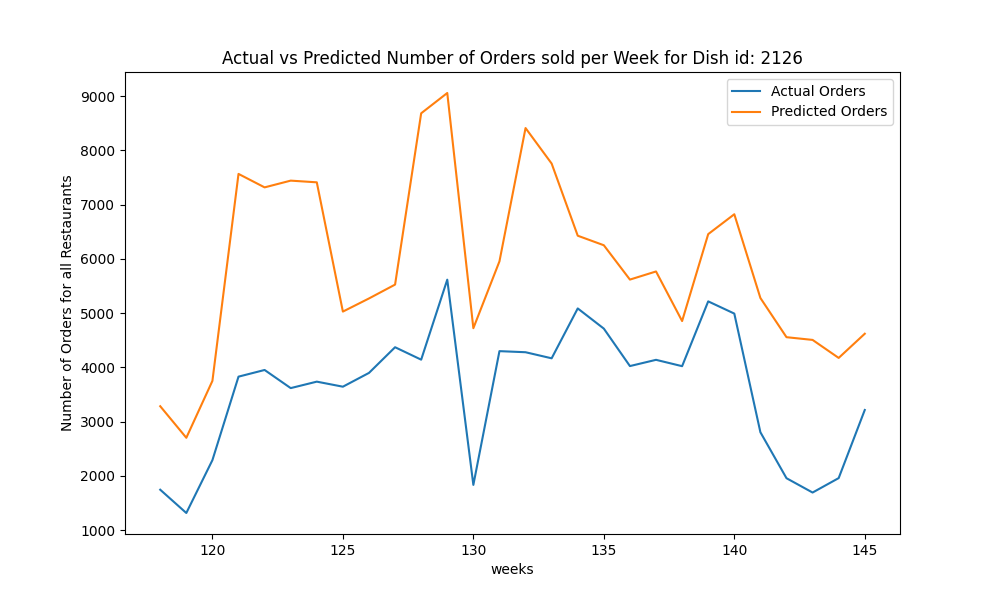 Actual vs Predicted Number of Orders sold per Week for Dish id: 2126
Actual Orders
Predicted Orders
Number of Orders for all Restaurants
9000
8000
7000
6000
5000
4000
3000
2000
1000
120 125 130 135 140 145
weeks